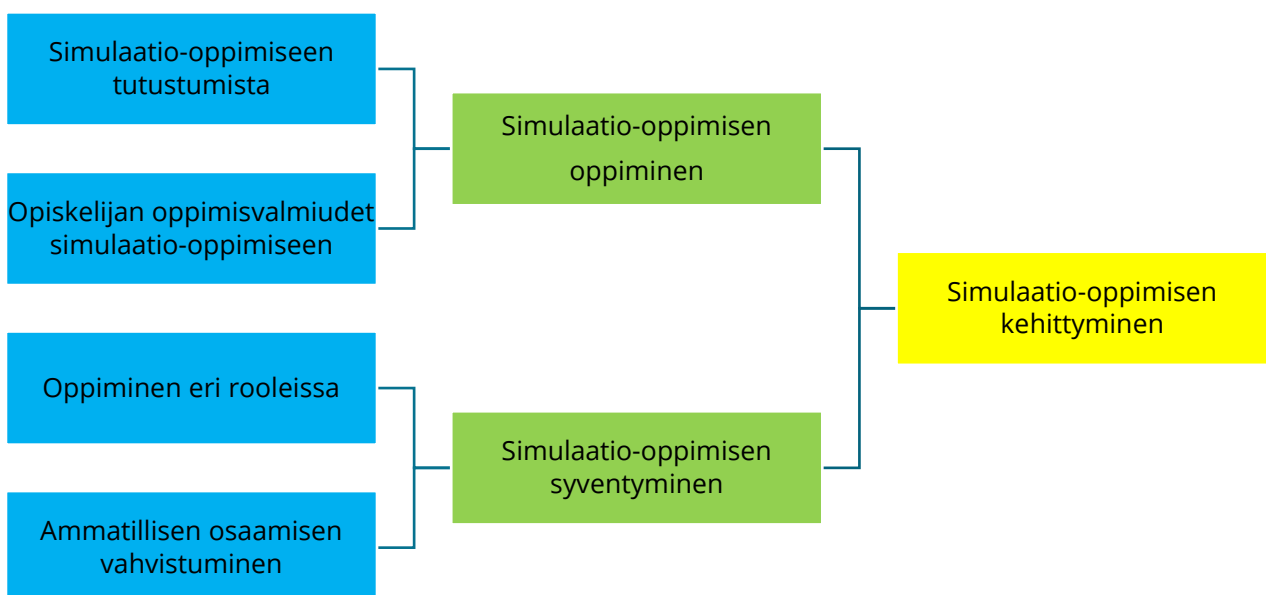 Simulaatio-oppimiseen
tutustumista
Opiskelijan oppimisvalmiudet
simulaatio-oppimiseen
Simulaatio-oppimisen
oppiminen
Oppiminen eri rooleissa
Ammatillisen osaamisen
vahvistuminen
Simulaatio-oppimisen
syventyminen
Simulaatio-oppimisen
kehittyminen